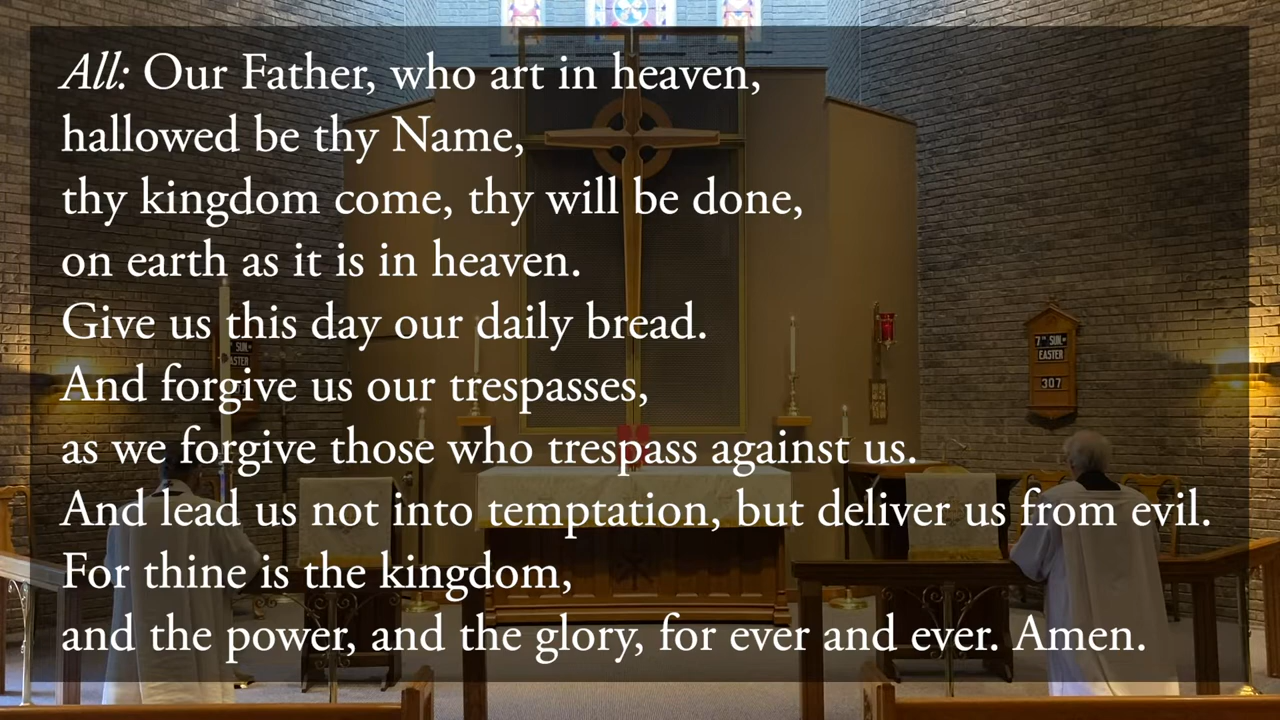 All: Our Father, who art in heaven,
hallowed be thy Name,
thy kingdom come, thy will be done,
on earth as it is in heaven.
Give us this day our daily bread.
And forgive us our trespasses,
as we forgive those who trespass against us.
And lead us not into temptation, but deliver us from evil.
For thine is the kingdom,
and the power, and the glory, for ever and ever. Amen.
7TH SUN.
EASTER
307
SUN.
ASTER